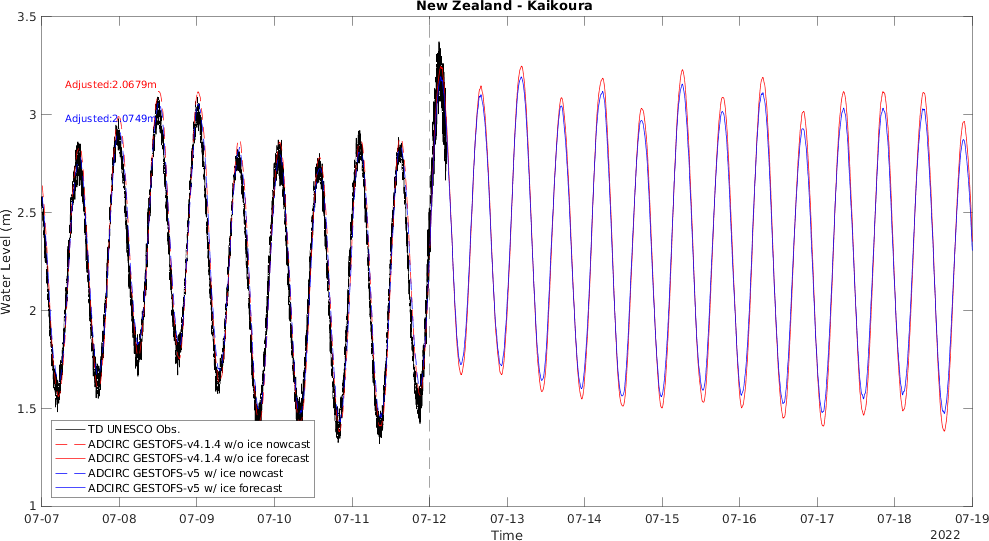 New Zealand - Kaikoura
3.5
3
2.5
2
1.5
1
Water Level (m)
Adjusted:2.0679m
Adjusted:2.0749m
TD UNESCO Obs.
ADCIRC GESTOFS-v4.1.4 w/o ice nowcast
ADCIRC GESTOFS-v4.1.4 w/o ice forecast
ADCIRC GESTOFS-v5 w/ ice nowcast
ADCIRC GESTOFS-v5 w/ ice forecast
07-07 07-08 07-09 07-10 07-11 07-12 07-13 07-14 07-15 07-16 07-17 07-18 07-19
Time
2022